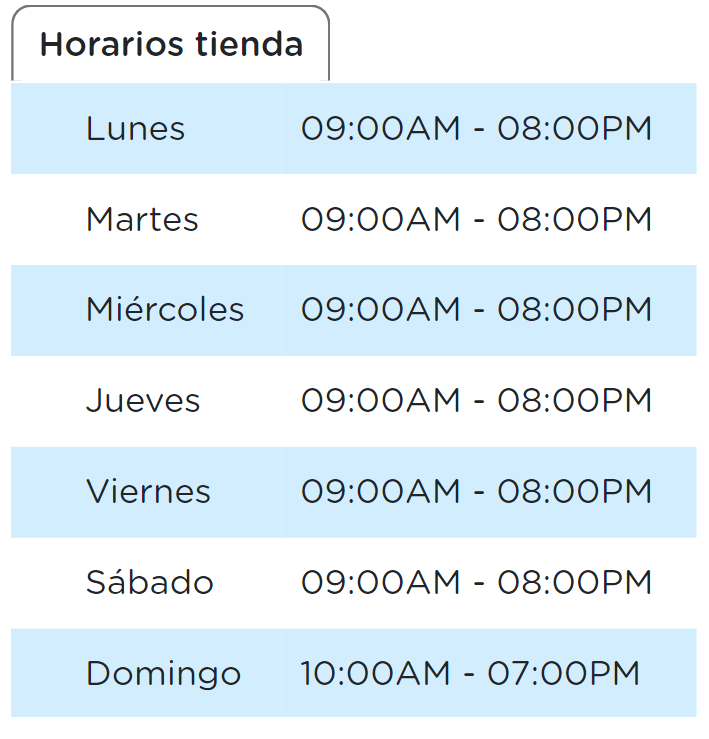 Horarios tienda
Lunes 09:00AM - 08:00PM
Martes 09:00AM - 08:00PM
Miércoles 09:00AM - 08:00PM
Jueves 09:00AM - 08:00PM
Viernes 09:00AM - 08:00PM
Sábado 09:00AM - 08:00PM
Domingo 10:00AM - 07:00PM